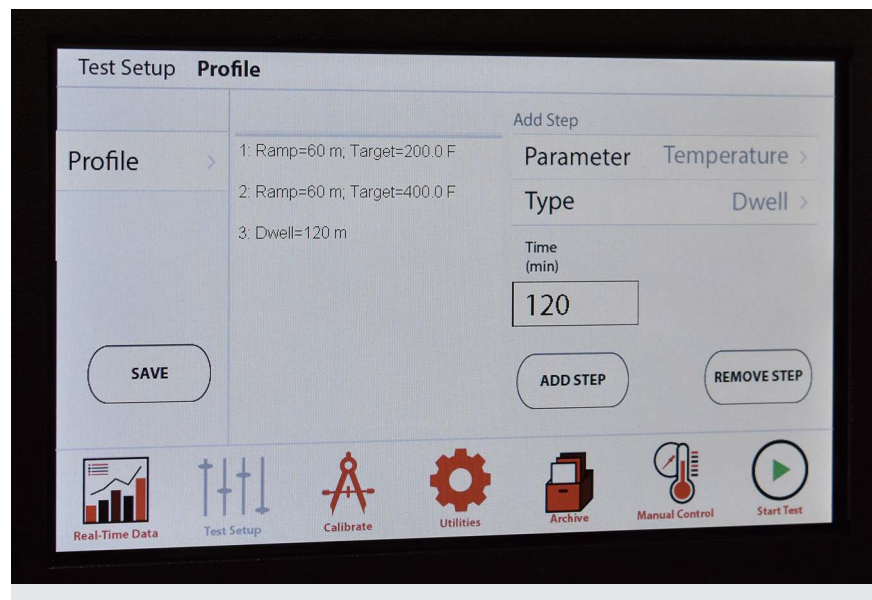 Test Setup Profile
Profile
1: Ramp=60 m; Target=200.0 F
2: Ramp=60 m; Target=400.0 F
3: Dwell=120 m
Add Step
Parameter Temperature >
Type Dwell >
Time
(min)
120
SAVE
ADD STEP
REMOVE STEP
Real-Time Data
Test Setup
Calibrate
Utilities
Archive
Manual Control
Start Test